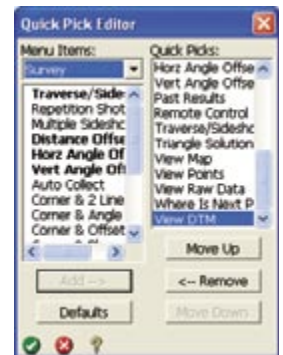 Quick Pick Editor
Menu Items:
Survey
Traverse/Side
Repetition Shot
Multiple Sidesho
Distance Offse
Horz Angle Of
Vert Angle Off
Auto Collect
Corner & 2 Line
Corner & Angle
Corner & Offset
Quick Picks:
Horz Angle Offse
Vert Angle Offse
Past Results
Remote Control
Traverse/Sidesho
Triangle Solution
View Map
View Points
View Raw Data
Where Is Next P
View DTM
Move Up
Add -->
<-- Remove
Defaults
Move Down